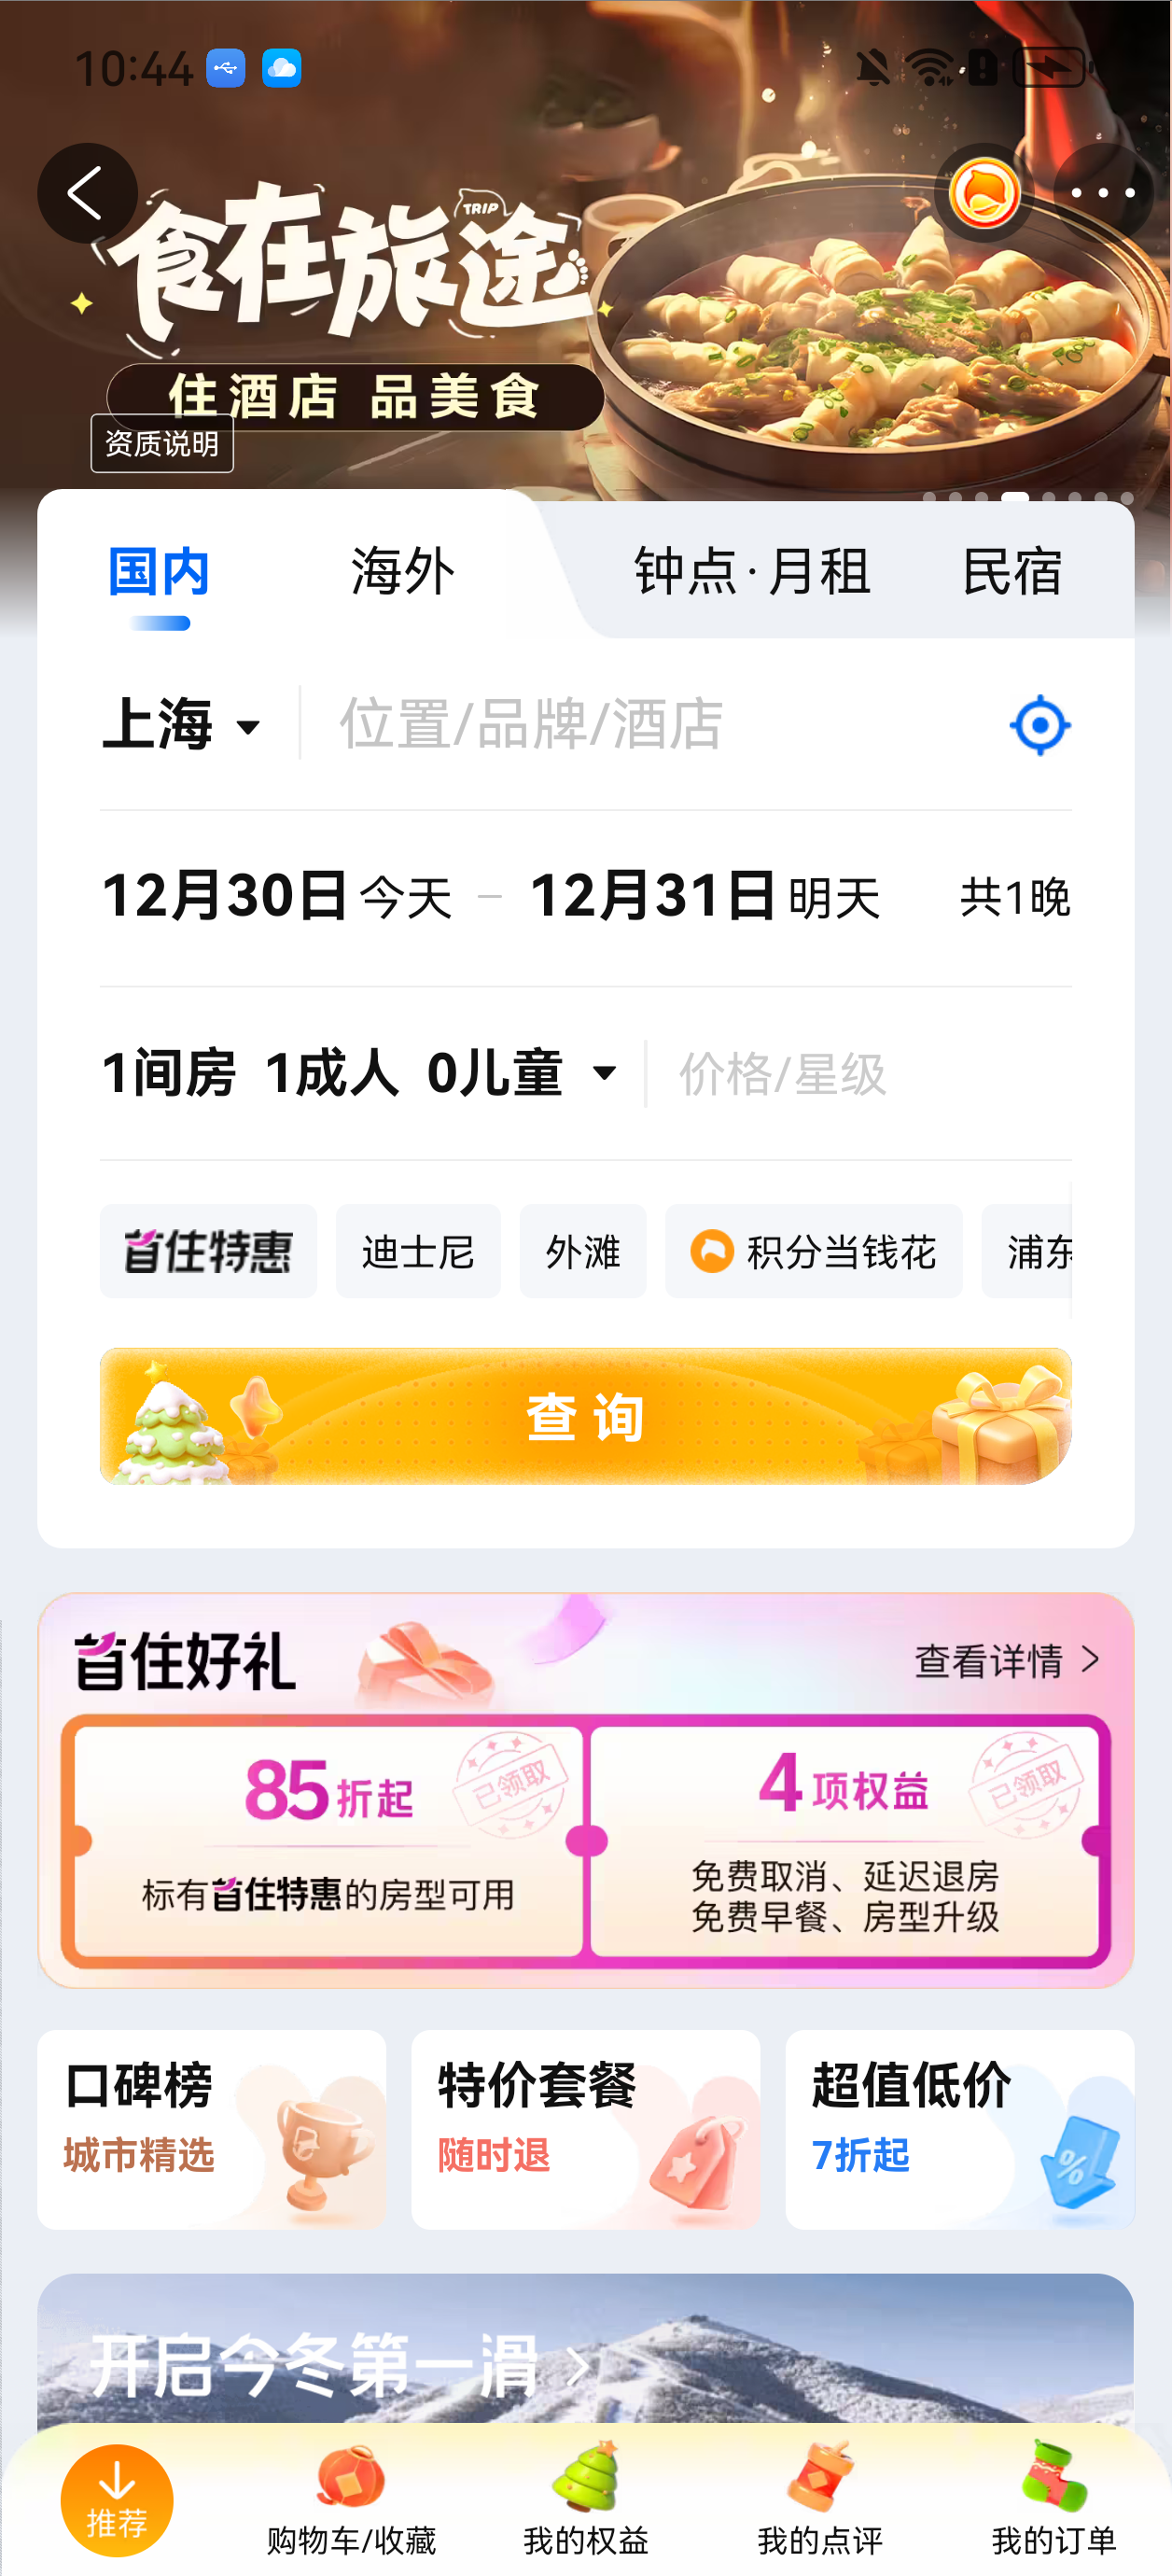 10:44
TRIP
食在旅途
住酒店 品美食
资质说明
国内 海外 钟点·月租 民宿
上海 位置/品牌/酒店
12月30日 今天 – 12月31日 明天 共1晚
1间房 1成人 0儿童 价格/星级
首住特惠 迪士尼 外滩 积分当钱花 浦东
查询
首住好礼 查看详情 >
85折起 已领取
标有首住特惠的房型可用
4项权益 已领取
免费取消、延迟退房
免费早餐、房型升级
口碑榜 特价套餐 超值低价
城市精选 随时退 7折起
%
开启今冬第一滑 >
推荐 购物车/收藏 我的权益 我的点评 我的订单